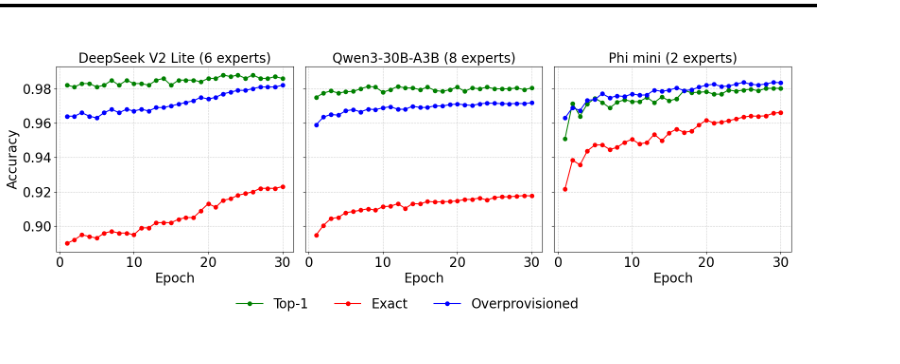 DeepSeek V2 Lite (6 experts)
Qwen3-30B-A3B (8 experts)
Phi mini (2 experts)
Accuracy
0.98
0.96
0.94
0.92
0.90
0 10 20 30
0 10 20 30
0 10 20 30
Epoch
Epoch
Epoch
Top-1 Exact Overprovisioned